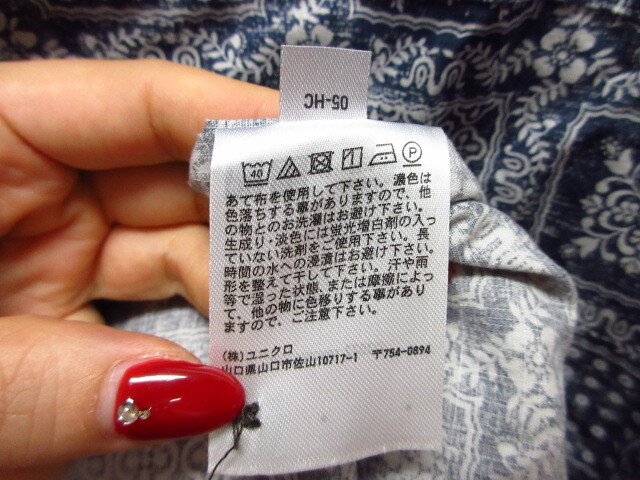 05-HC
40 P
あて布を使用して下さい。濃色は
色落ちする事がありますので、他
の物とのお洗濯はお避け下さい。
生成り・淡色には蛍光増白剤の入っ
ていない洗剤をご使用下さい。長
時間の水への浸漬はお避け下さい。
形を整えて干して下さい。汗や雨
等で湿った状態、または摩擦によっ
て、他の物に色移りする事があり
ますので、ご注意下さい。
(株)ユニクロ
山口県山口市佐山10717-1 〒754-0894